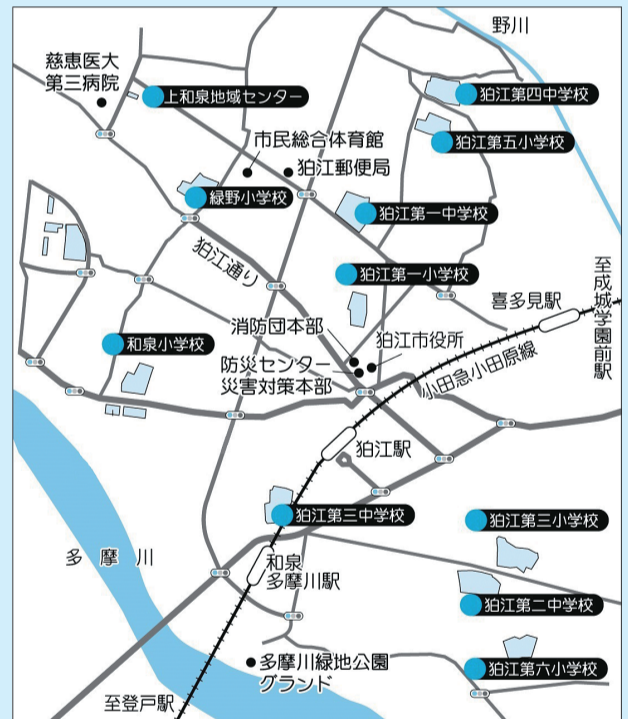 野川
慈恵医大
第三病院
上和泉地域センター
狛江第四中学校
市民総合体育館
狛江第五小学校
狛江郵便局
緑野小学校
狛江第一中学校
狛江通り
狛江第一小学校
至成城学園前駅
喜多見駅
消防団本部
狛江市役所
和泉小学校
防災センター
災害対策本部
小田急小田原線
狛江駅
狛江第三中学校
狛江第三小学校
多摩川
和泉
多摩川駅
狛江第二中学校
多摩川緑地公園
グランド
狛江第六小学校
至登戸駅